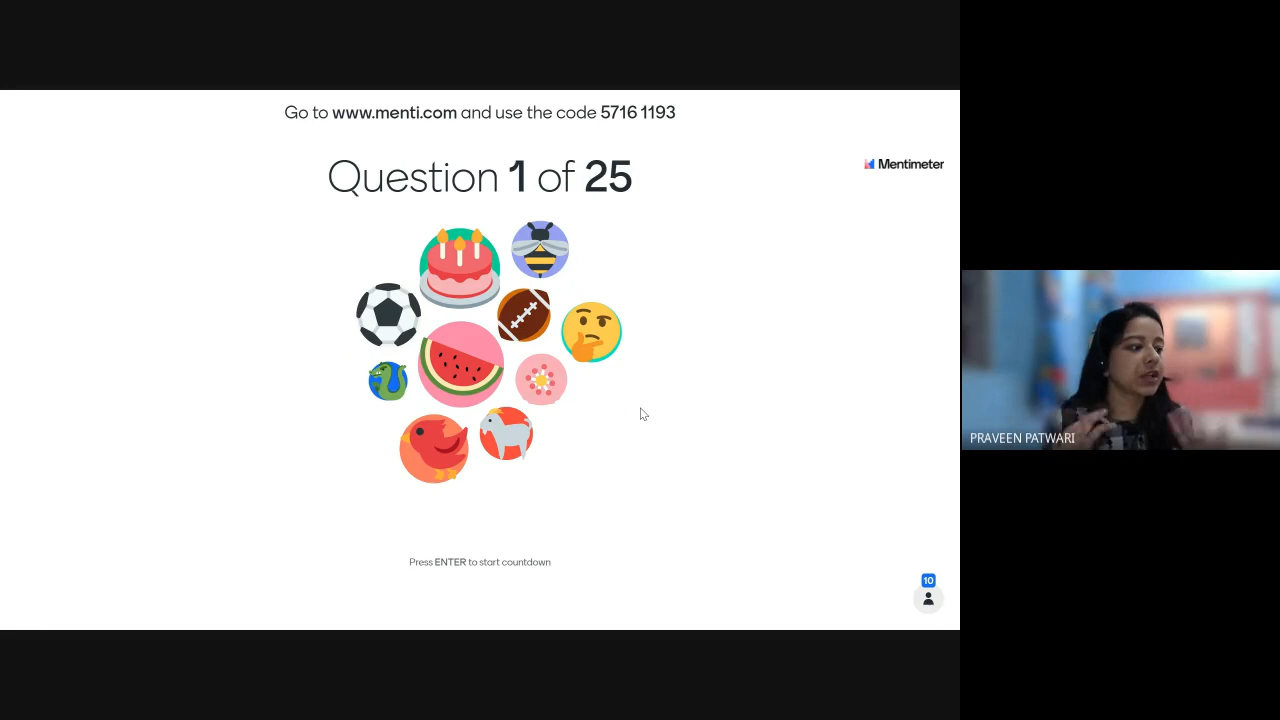 Go to www.menti.com and use the code 5716 1193
Mentimeter
Question 1 of 25
PRAVEEN PATWARI
Press ENTER to start countdown
10